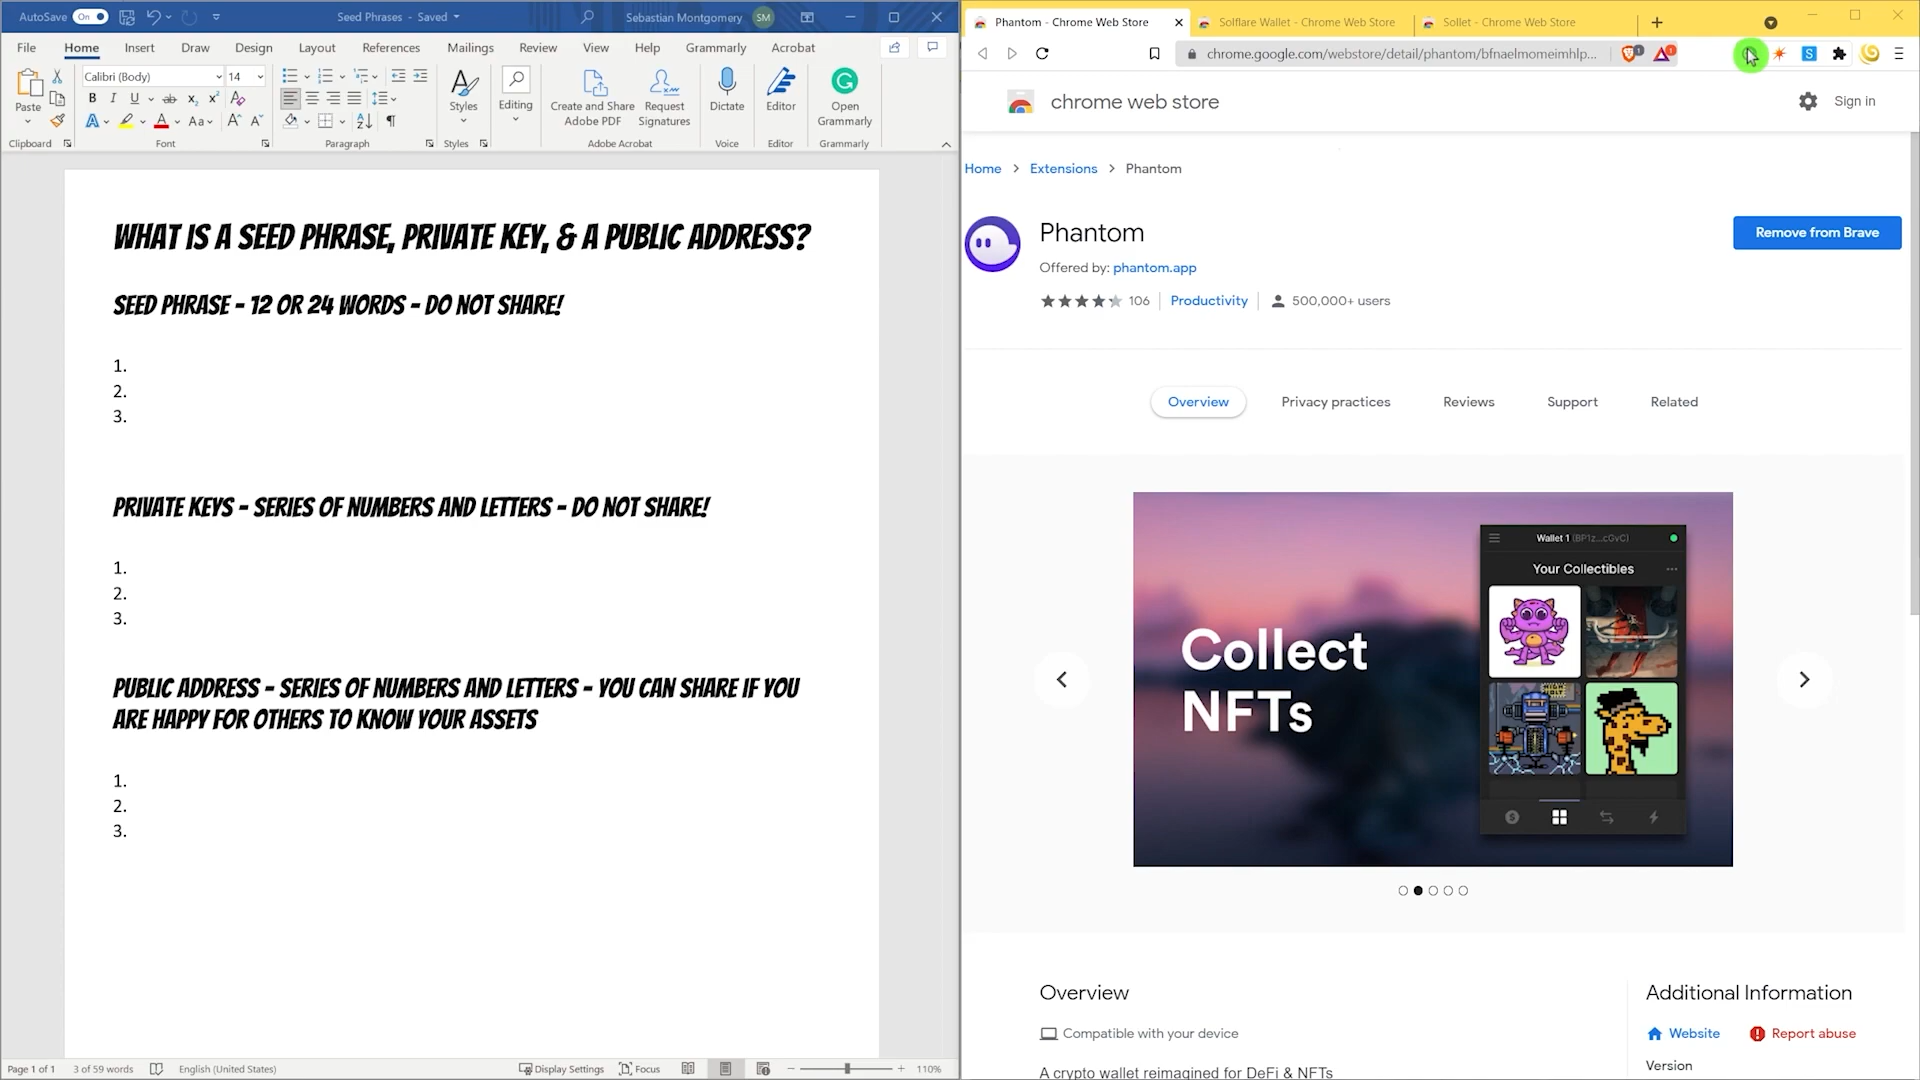 AutoSave On
Seed Phrases - Saved
Sebastian Montgomery SM
File Home Insert Draw Design Layout References Mailings Review View Help Grammarly Acrobat
Paste
Calibri (Body) 14
B I U ab x₂ x²
A A Aa A A
Styles
Editing
Create and Share
Adobe PDF
Request
Signatures
Dictate
Editor
Open
Grammarly
Clipboard Font Paragraph Styles Adobe Acrobat Voice Editor Grammarly
WHAT IS A SEED PHRASE, PRIVATE KEY, & A PUBLIC ADDRESS?
SEED PHRASE - 12 OR 24 WORDS - DO NOT SHARE!
1.
2.
3.
PRIVATE KEYS - SERIES OF NUMBERS AND LETTERS - DO NOT SHARE!
1.
2.
3.
PUBLIC ADDRESS - SERIES OF NUMBERS AND LETTERS - YOU CAN SHARE IF YOU
ARE HAPPY FOR OTHERS TO KNOW YOUR ASSETS
1.
2.
3.
Page 1 of 1 3 of 59 words English (United States) Display Settings Focus 110%
Phantom - Chrome Web Store
Solflare Wallet - Chrome Web Store
Sollet - Chrome Web Store
chrome.google.com/webstore/detail/phantom/bfnaelmomeimhlp...
1 1 S
chrome web store
Sign in
Home > Extensions > Phantom
Phantom
Remove from Brave
Offered by: phantom.app
106 Productivity 500,000+ users
Overview Privacy practices Reviews Support Related
Collect
NFTs
Wallet 1 (BP1z...cGvC)
Your Collectibles
Overview
Compatible with your device
A crypto wallet reimagined for DeFi & NFTs
Additional Information
Website Report abuse
Version